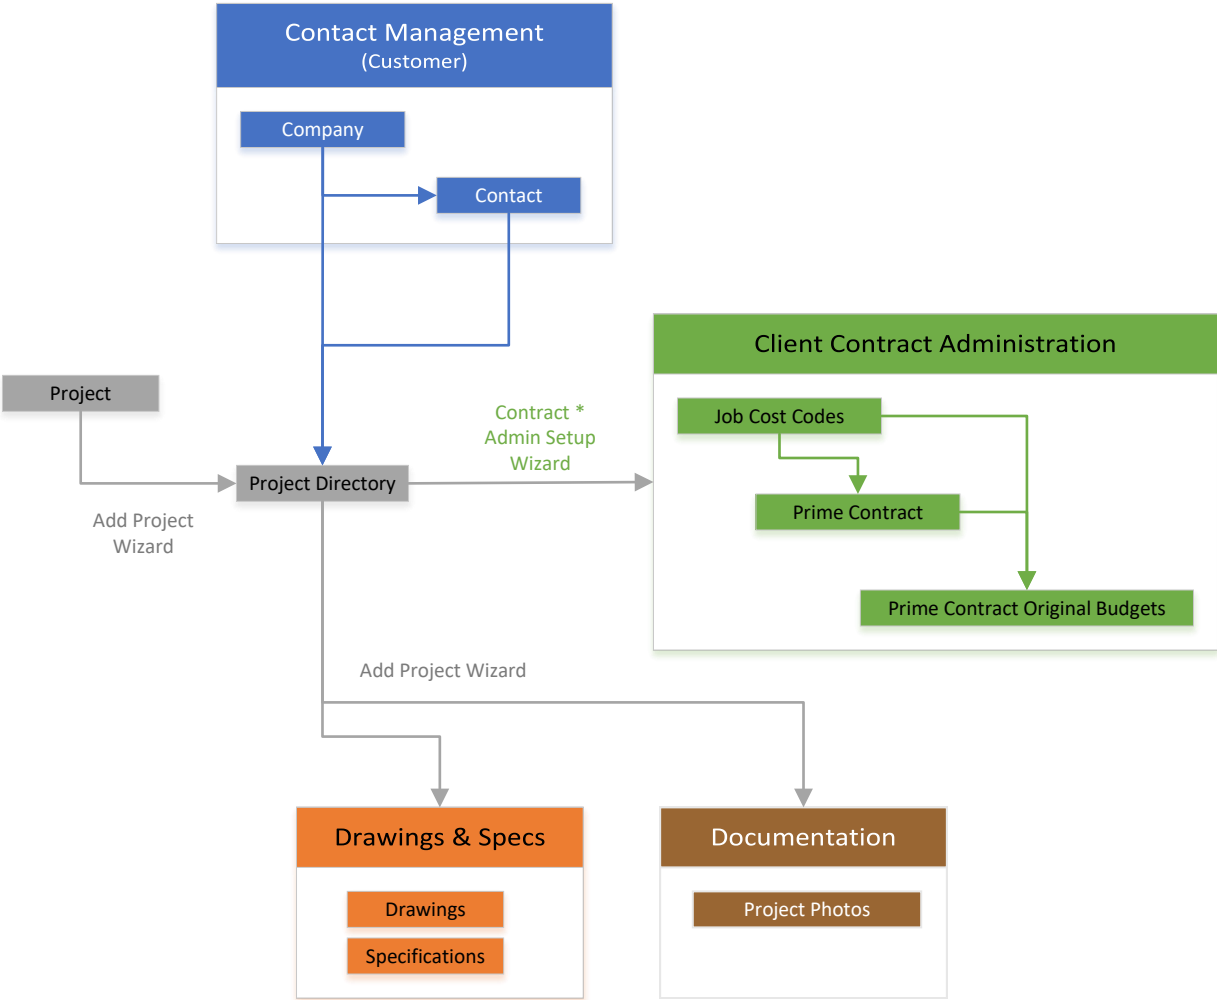 Contact Management
(Customer)
Company
Contact
Client Contract Administration
Project
Contract *
Admin Setup
Wizard
Job Cost Codes
Project Directory
Prime Contract
Add Project
Wizard
Prime Contract Original Budgets
Add Project Wizard
Drawings & Specs
Documentation
Drawings
Project Photos
Specifications